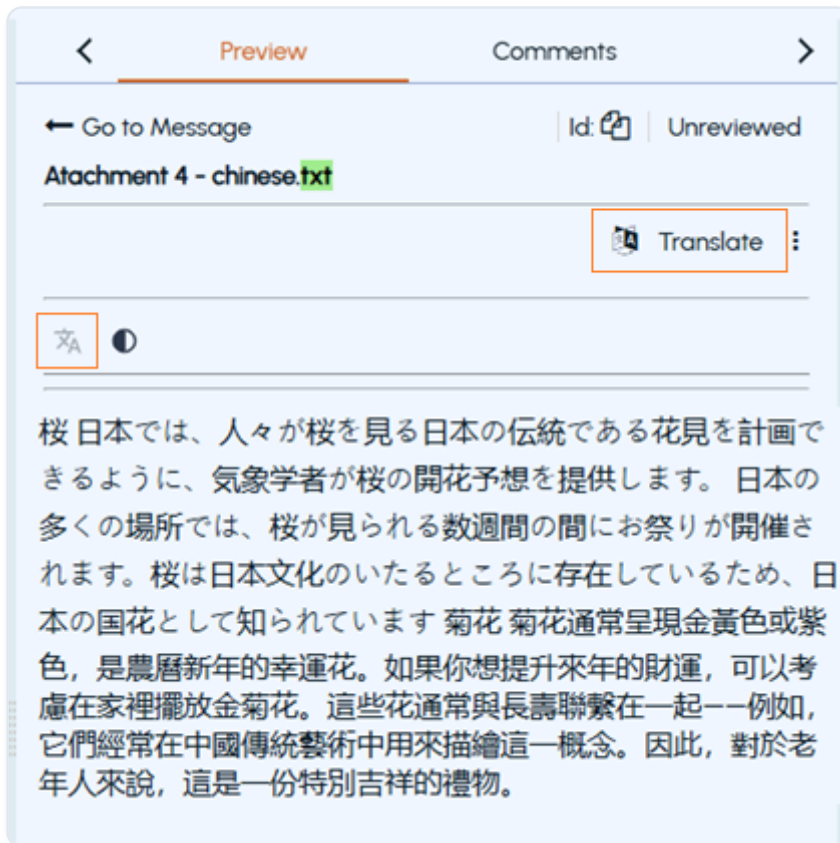 Preview Comments
Go to Message Id: Unreviewed
Atachment 4 - chinese.txt
Translate
桜 日本では、人々が桜を見る日本の伝統である花見を計画で
きるように、気象学者が桜の開花予想を提供します。 日本の
多くの場所では、桜が見られる数週間の間にお祭りが開催さ
れます。桜は日本文化のいたるところに存在しているため、日
本の国花として知られています 菊花 菊花通常呈現金黃色或紫
色，是農曆新年的幸運花。如果你想提升來年的財運，可以考
慮在家裡擺放金菊花。這些花通常與長壽聯繫在一起——例如，
它們經常在中國傳統藝術中用來描繪這一概念。因此，對於老
年人來說，這是一份特別吉祥的禮物。